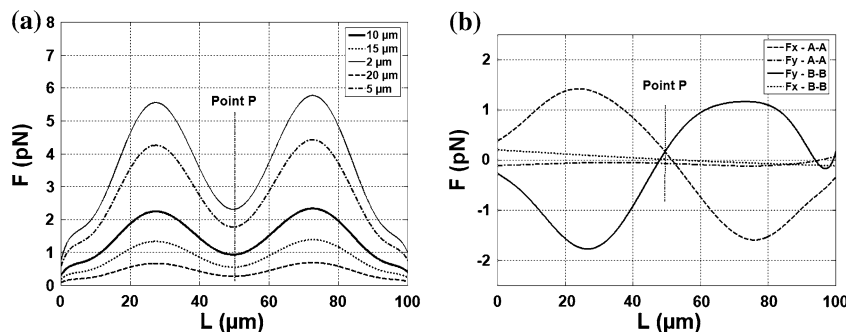 (a)
8
7
6
5
4
3
2
1
0
F (pN)
10 µm
15 µm
2 µm
20 µm
5 µm
Point P
0 20 40 60 80 100
L (µm)
(b)
2
1
0
-1
-2
F (pN)
Fx - A-A
Fy - A-A
Fy - B-B
Fx - B-B
Point P
0 20 40 60 80 100
L (µm)